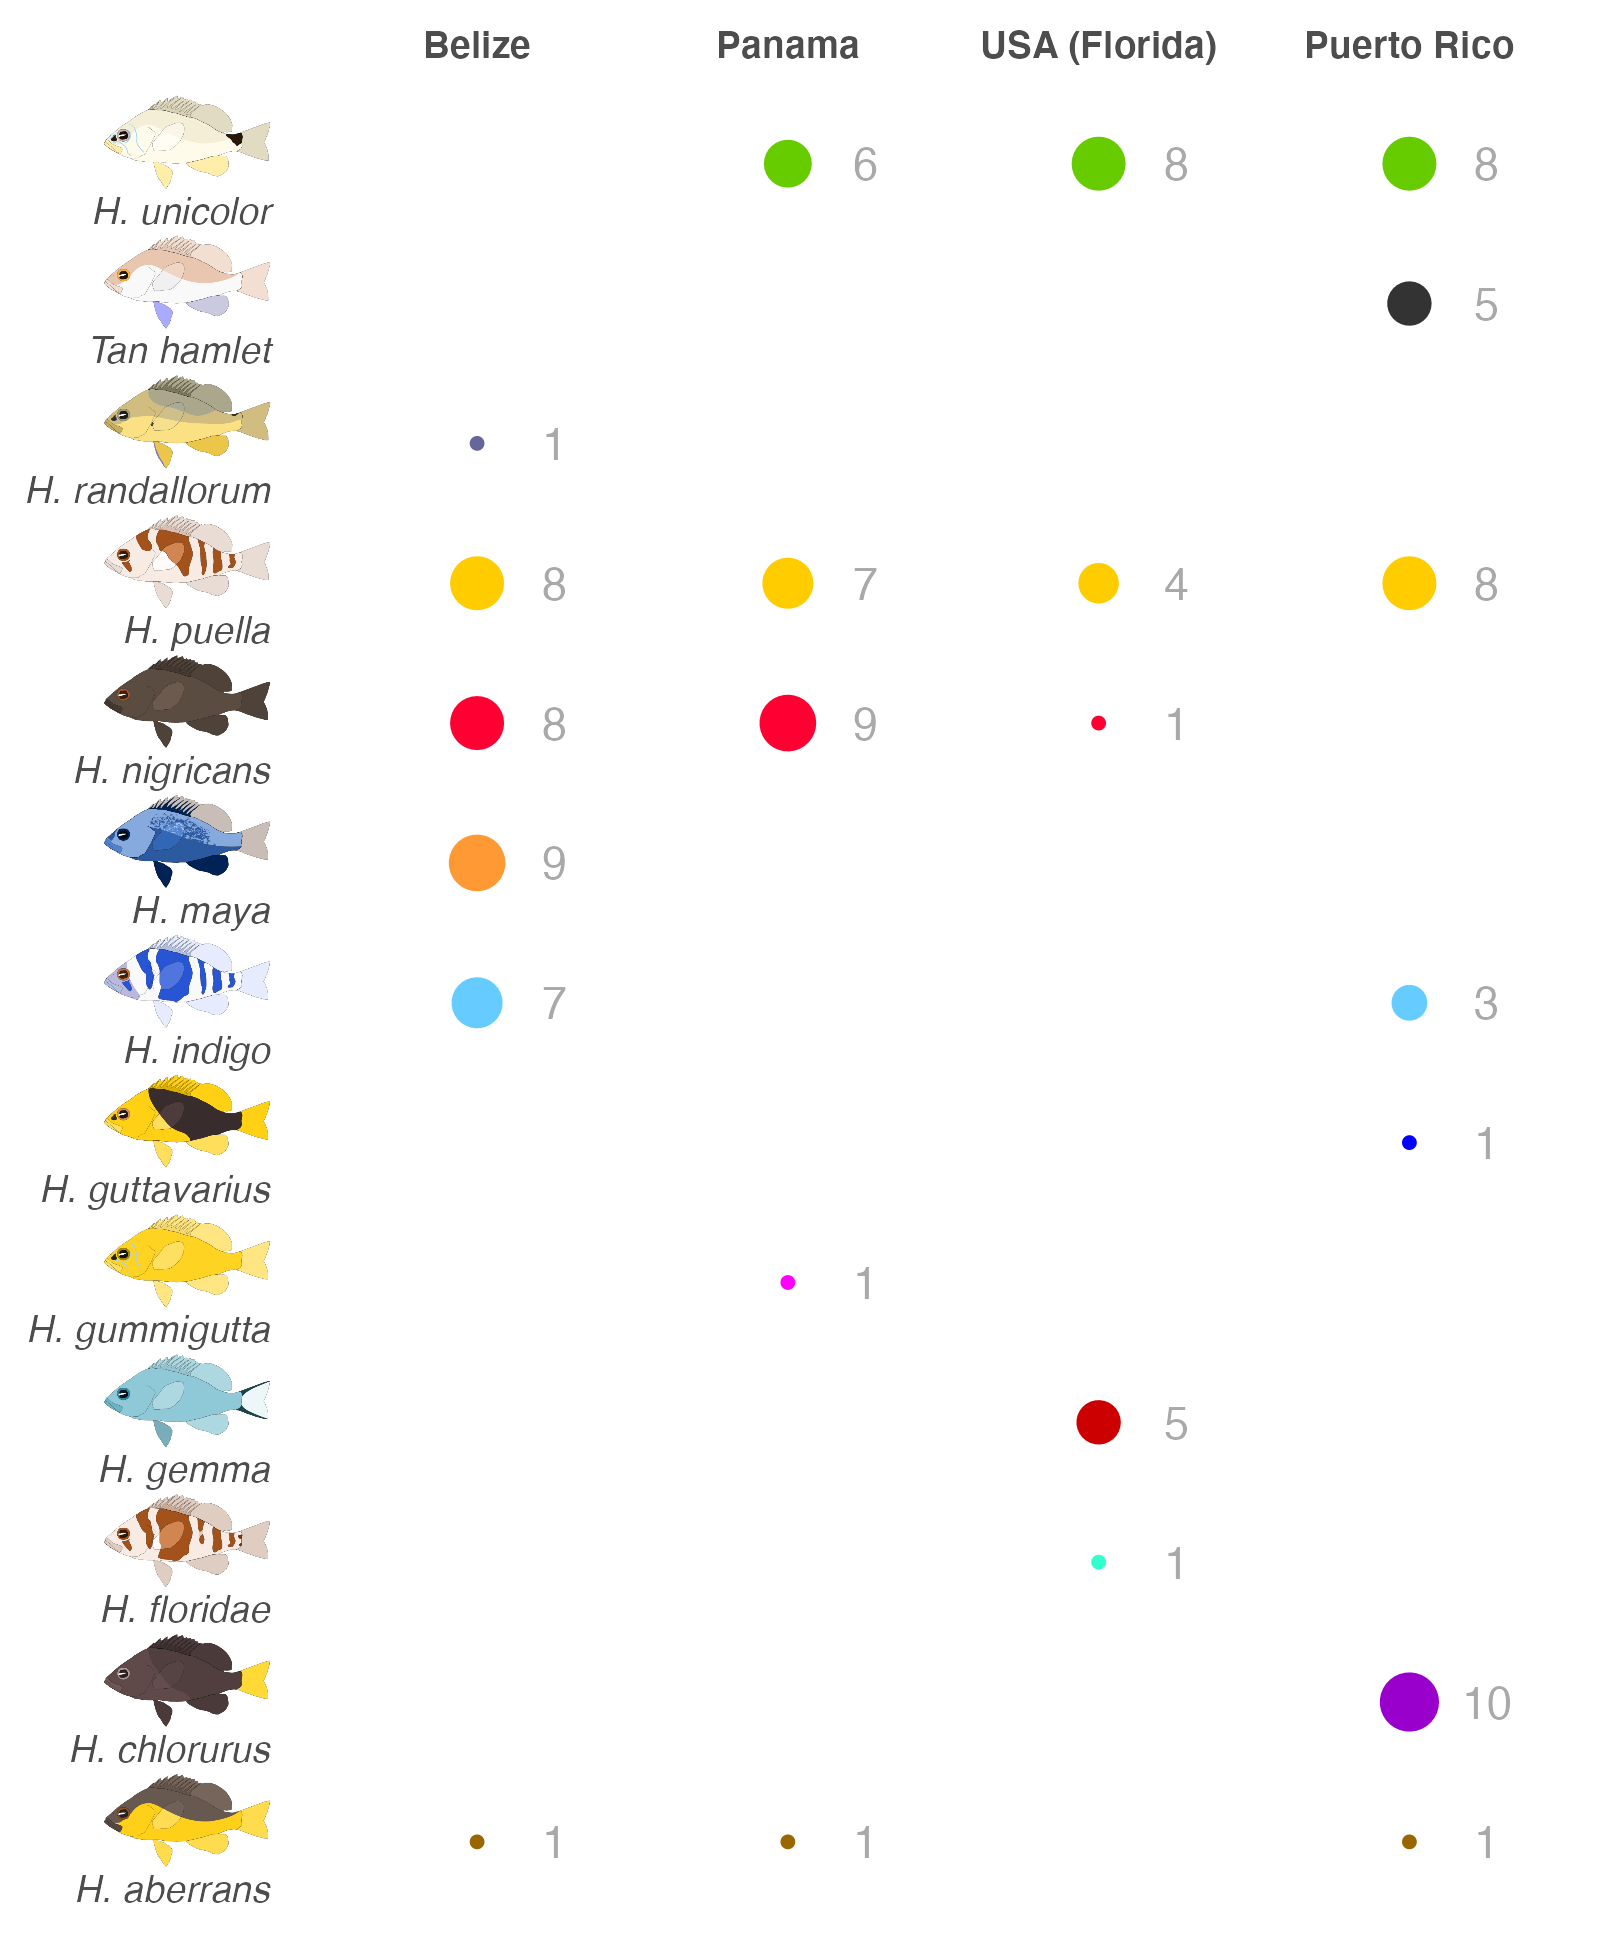 Belize Panama USA (Florida) Puerto Rico
6 8 8
H. unicolor
5
Tan hamlet
1
H. randallorum
8 7 4 8
H. puella
8 9 1
H. nigricans
9
H. maya
7 3
H. indigo
1
H. guttavarius
1
H. gummigutta
5
H. gemma
1
H. floridae
10
H. chlorurus
1 1 1
H. aberrans